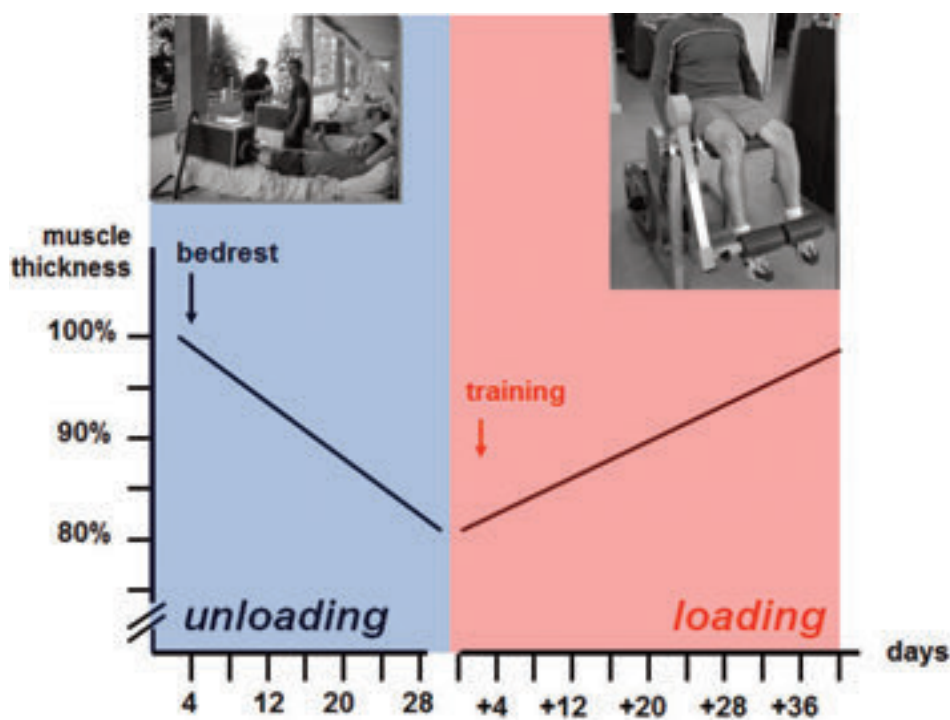 muscle
thickness
bedrest
100%
training
90%
80%
unloading
loading
days
4 12 20 28 +4 +12 +20 +28 +36